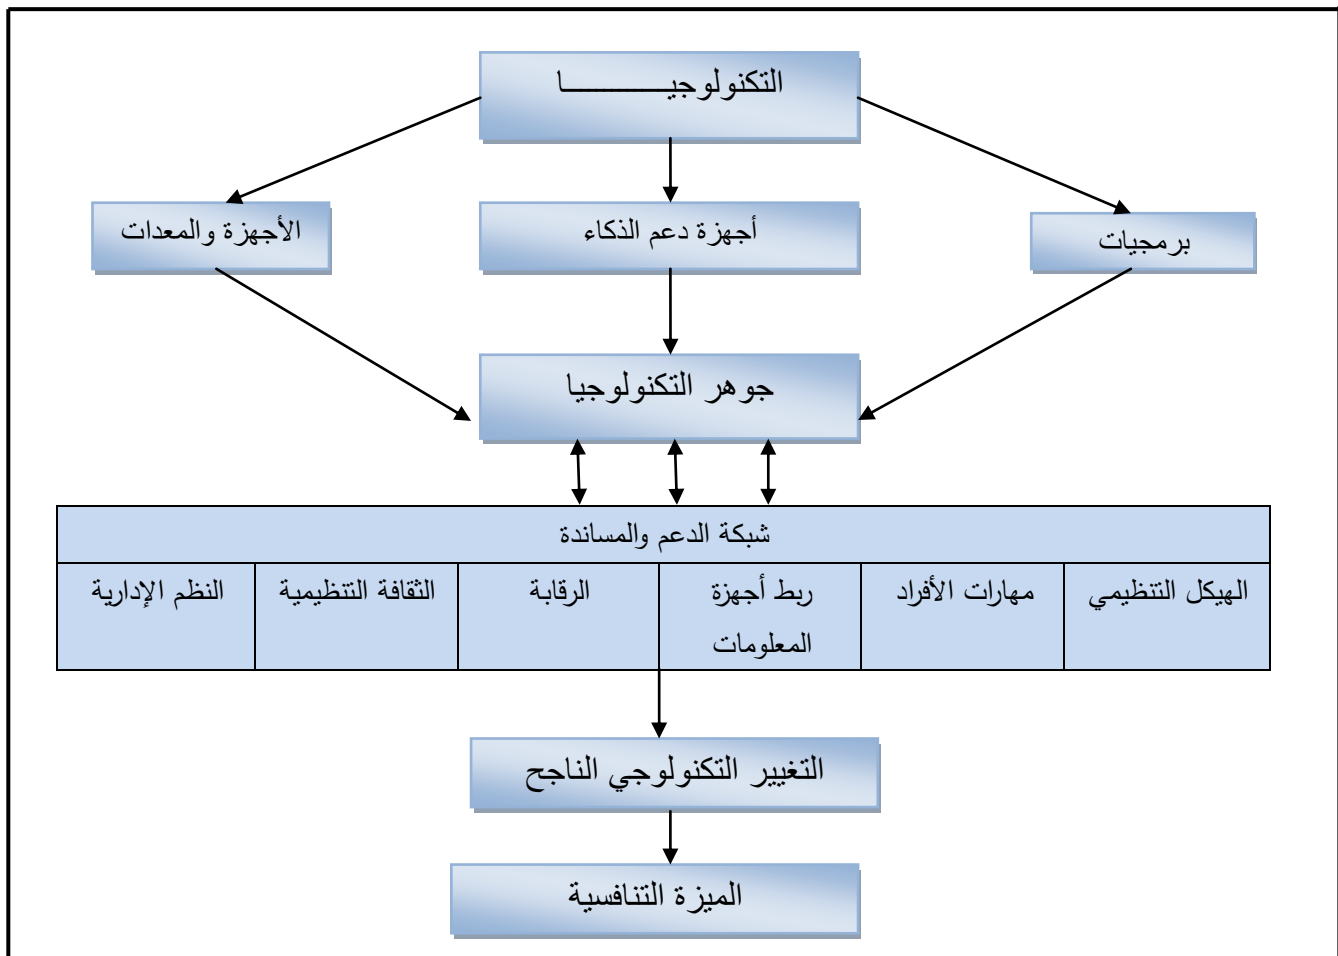 التكنولوجيـــــــــــا
برمجيات
أجهزة دعم الذكاء
الأجهزة والمعدات
جوهر التكنولوجيا
شبكة الدعم والمساندة
الهيكل التنظيمي
مهارات الأفراد
ربط أجهزة
المعلومات
الرقابة
الثقافة التنظيمية
النظم الإدارية
التغيير التكنولوجي الناجح
الميزة التنافسية